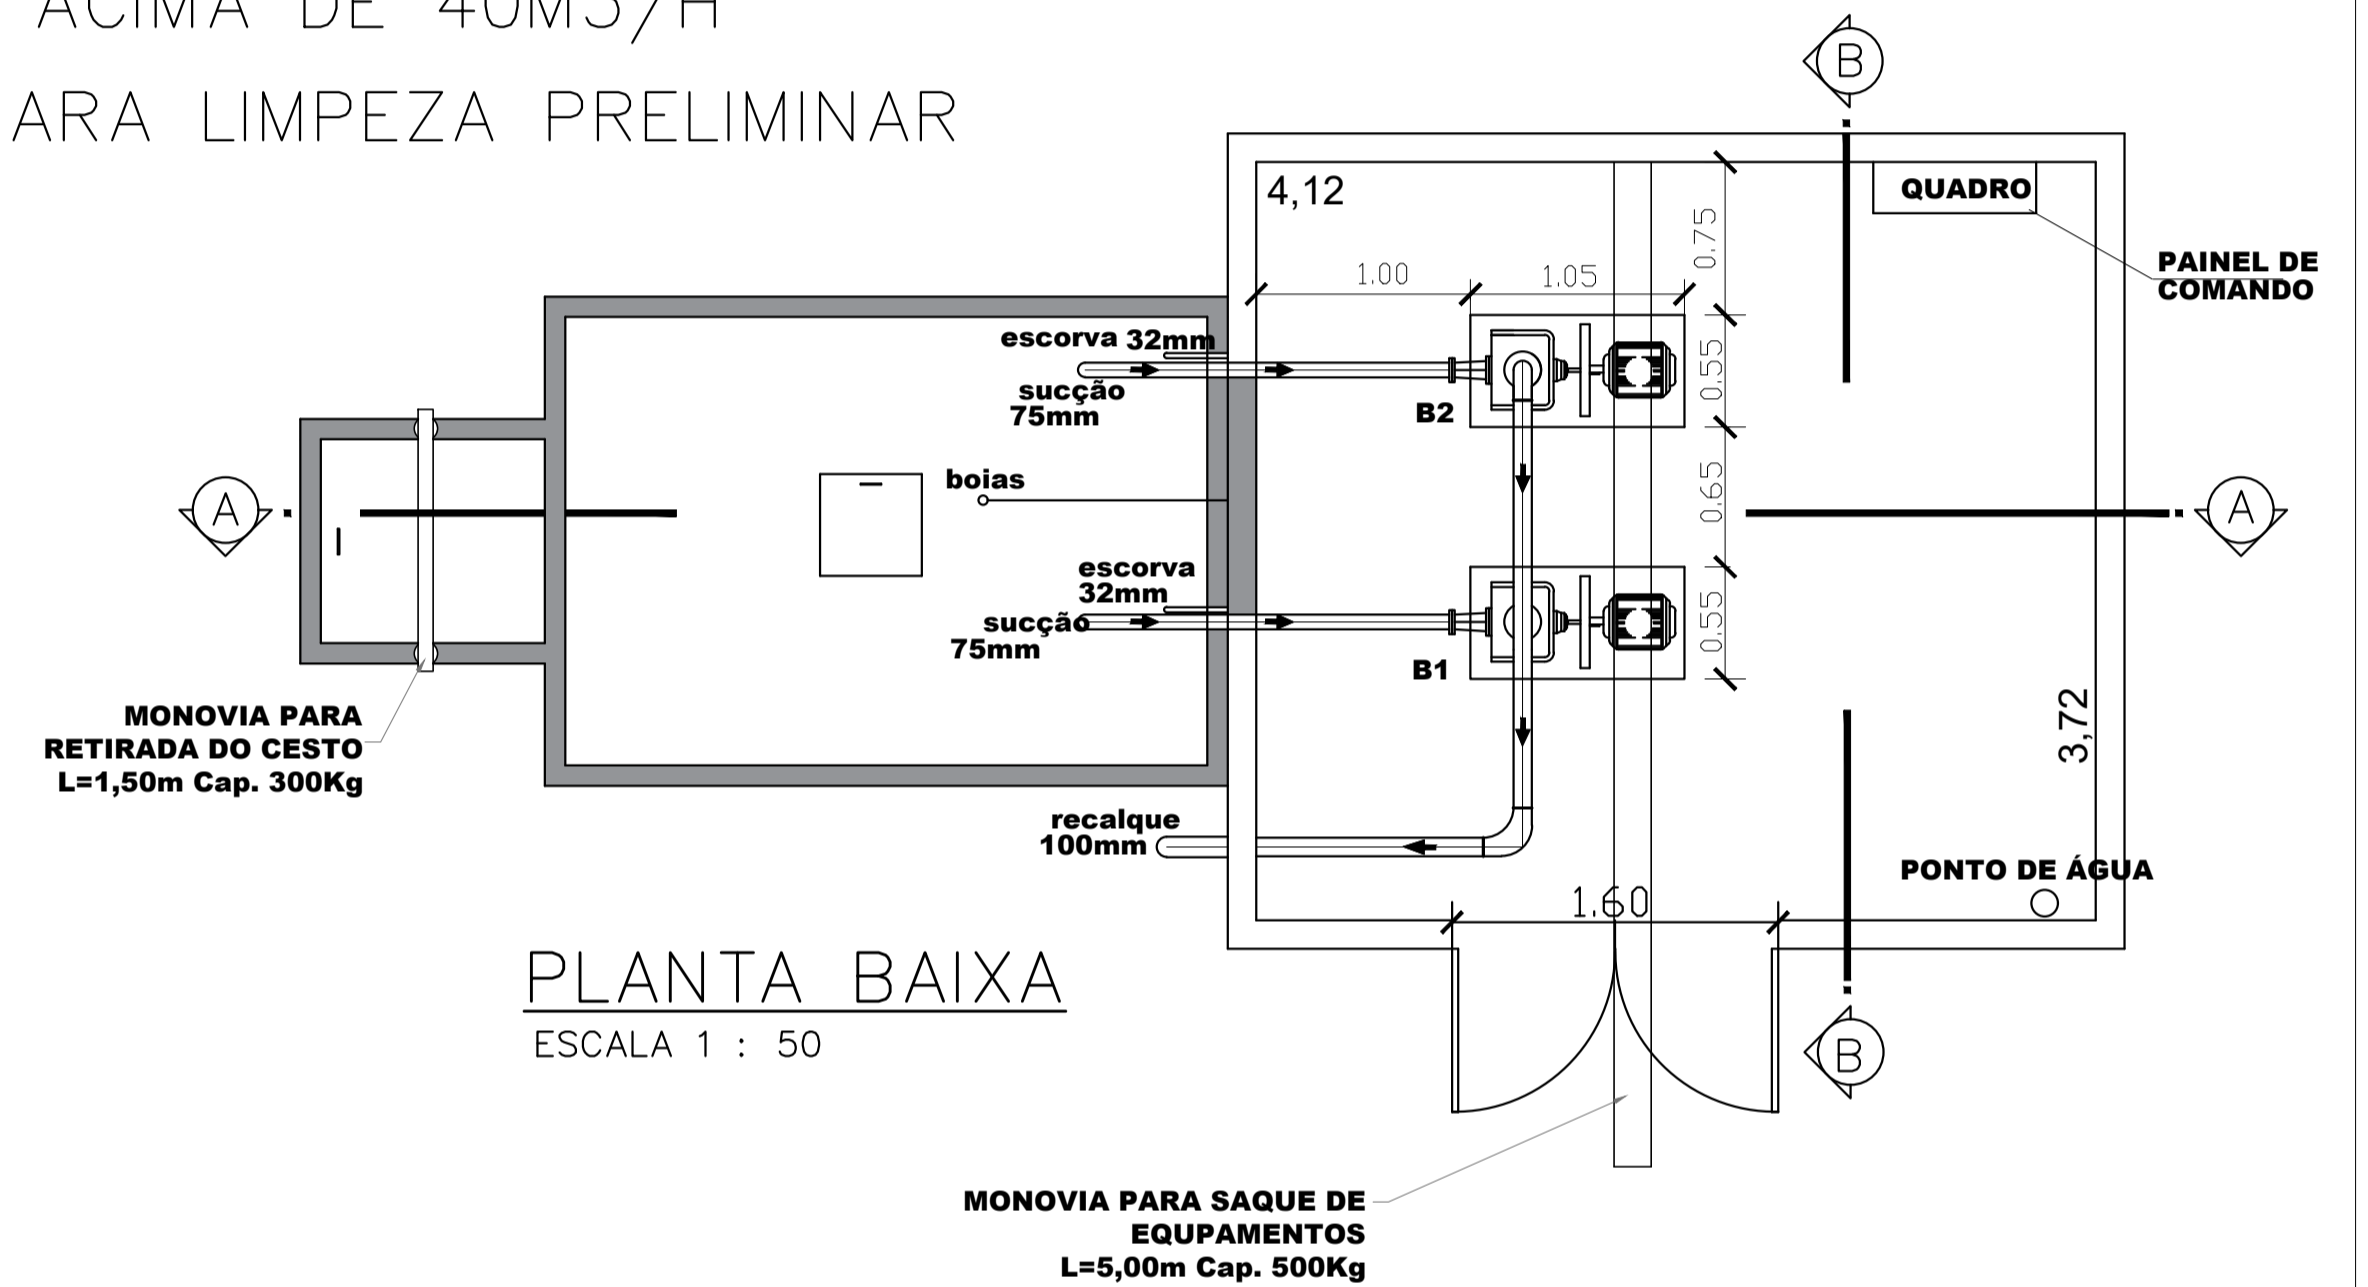 ACIMA DE 40M3/H
ARA LIMPEZA PRELIMINAR
B
4,12
QUADRO
0.75
PAINEL DE
COMANDO
1.00
1.05
escorva 32mm
sucção
75mm
B2
0.55
boias
A
0.65
A
escorva
32mm
sucção
75mm
B1
0.55
MONOVIA PARA
RETIRADA DO CESTO
L=1,50m Cap. 300Kg
3,72
recalque
100mm
PONTO DE ÁGUA
1.60
PLANTA BAIXA
ESCALA 1 : 50
B
MONOVIA PARA SAQUE DE
EQUPAMENTOS
L=5,00m Cap. 500Kg